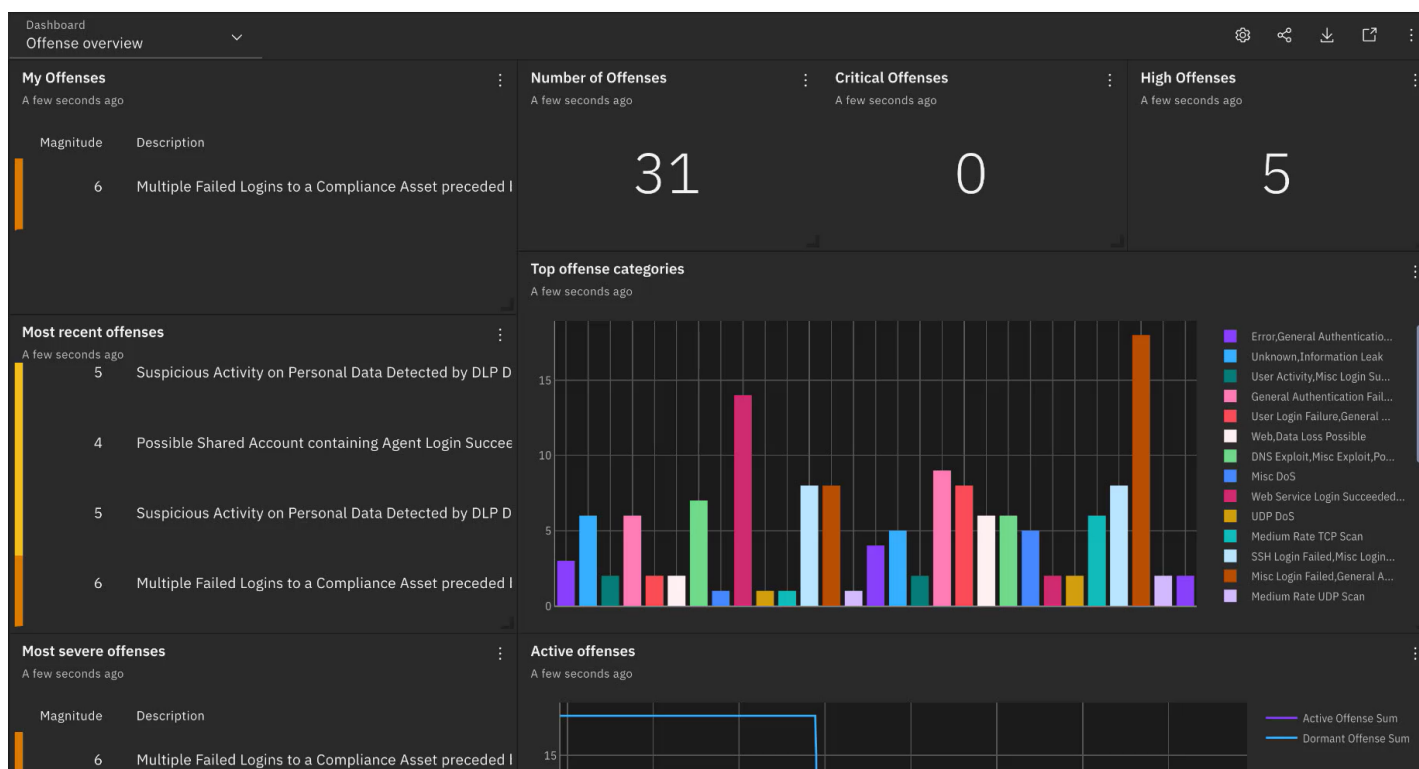 Dashboard
Offense overview
My Offenses
A few seconds ago
Magnitude Description
6 Multiple Failed Logins to a Compliance Asset preceded
Number of Offenses
A few seconds ago
31
Critical Offenses
A few seconds ago
0
High Offenses
A few seconds ago
5
Most recent offenses
A few seconds ago
5 Suspicious Activity on Personal Data Detected by DLP D
4 Possible Shared Account containing Agent Login Succee
5 Suspicious Activity on Personal Data Detected by DLP D
6 Multiple Failed Logins to a Compliance Asset preceded
Top offense categories
A few seconds ago
15
10
5
0
Error,General Authenticatio...
Unknown,Information Leak
User Activity,Misc Login Su...
General Authentication Fail...
User Login Failure,General ...
Web,Data Loss Possible
DNS Exploit,Misc Exploit,Po...
Misc DoS
Web Service Login Succeeded...
UDP DoS
Medium Rate TCP Scan
SSH Login Failed,Misc Login...
Misc Login Failed,General A...
Medium Rate UDP Scan
Most severe offenses
A few seconds ago
Magnitude Description
6 Multiple Failed Logins to a Compliance Asset preceded
Active offenses
A few seconds ago
15
Active Offense Sum
Dormant Offense Sum